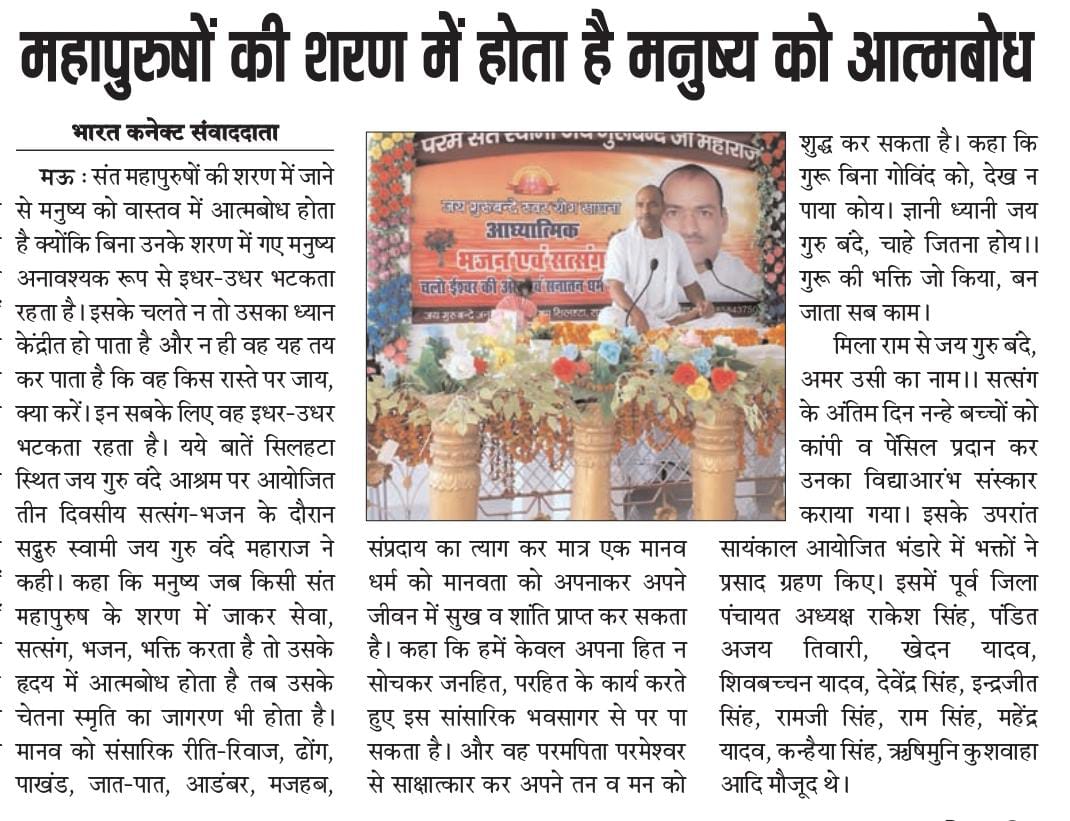 महापुरुषों की शरण में होता है मनुष्य को आत्मबोध
भारत कनेक्ट संवाददाता
मऊ : संत महापुरुषों की शरण में जाने
से मनुष्य को वास्तव में आत्मबोध होता
है क्योंकि बिना उनके शरण में गए मनुष्य
अनावश्यक रूप से इधर-उधर भटकता
रहता है। इसके चलते न तो उसका ध्यान
केंद्रीत हो पाता है और न ही वह यह तय
कर पाता है कि वह किस रास्ते पर जाय,
क्या करें। इन सबके लिए वह इधर-उधर
भटकता रहता है। यये बातें सिलहटा
स्थित जय गुरु वंदे आश्रम पर आयोजित
तीन दिवसीय सत्संग-भजन के दौरान
सद्गुरु स्वामी जय गुरु वंदे महाराज ने
कही। कहा कि मनुष्य जब किसी संत
महापुरुष के शरण में जाकर सेवा,
सत्संग, भजन, भक्ति करता है तो उसके
हृदय में आत्मबोध होता है तब उसके
चेतना स्मृति का जागरण भी होता है।
मानव को संसारिक रीति-रिवाज, ढोंग,
पाखंड, जात-पात, आडंबर, मजहब,
परम संत स्वामी जय गुरुबन्दे जी महाराज
जय गुरुबन्दे स्वर योग साधना
आध्यात्मिक
भजन एवं सत्संग
चलो ईश्वर की ओर सनातन धर्म
जय गुरुबन्दे सिलहटा,
संप्रदाय का त्याग कर मात्र एक मानव
धर्म को मानवता को अपनाकर अपने
जीवन में सुख व शांति प्राप्त कर सकता
है। कहा कि हमें केवल अपना हित न
सोचकर जनहित, परहित के कार्य करते
हुए इस सांसारिक भवसागर से पर पा
सकता है। और वह परमपिता परमेश्वर
से साक्षात्कार कर अपने तन व मन को
शुद्ध कर सकता है। कहा कि
गुरू बिना गोविंद को, देख न
पाया कोय। ज्ञानी ध्यानी जय
गुरु बंदे, चाहे जितना होय।।
गुरू की भक्ति जो किया, बन
जाता सब काम।
मिला राम से जय गुरु बंदे,
अमर उसी का नाम।। सत्संग
के अंतिम दिन नन्हे बच्चों को
कांपी व पेंसिल प्रदान कर
उनका विद्याआरंभ संस्कार
कराया गया। इसके उपरांत
सायंकाल आयोजित भंडारे में भक्तों ने
प्रसाद ग्रहण किए। इसमें पूर्व जिला
पंचायत अध्यक्ष राकेश सिंह, पंडित
अजय तिवारी, खेदन यादव,
शिवबच्चन यादव, देवेंद्र सिंह, इन्द्रजीत
सिंह, रामजी सिंह, राम सिंह, महेंद्र
यादव, कन्हैया सिंह, ऋषिमुनि कुशवाहा
आदि मौजूद थे।